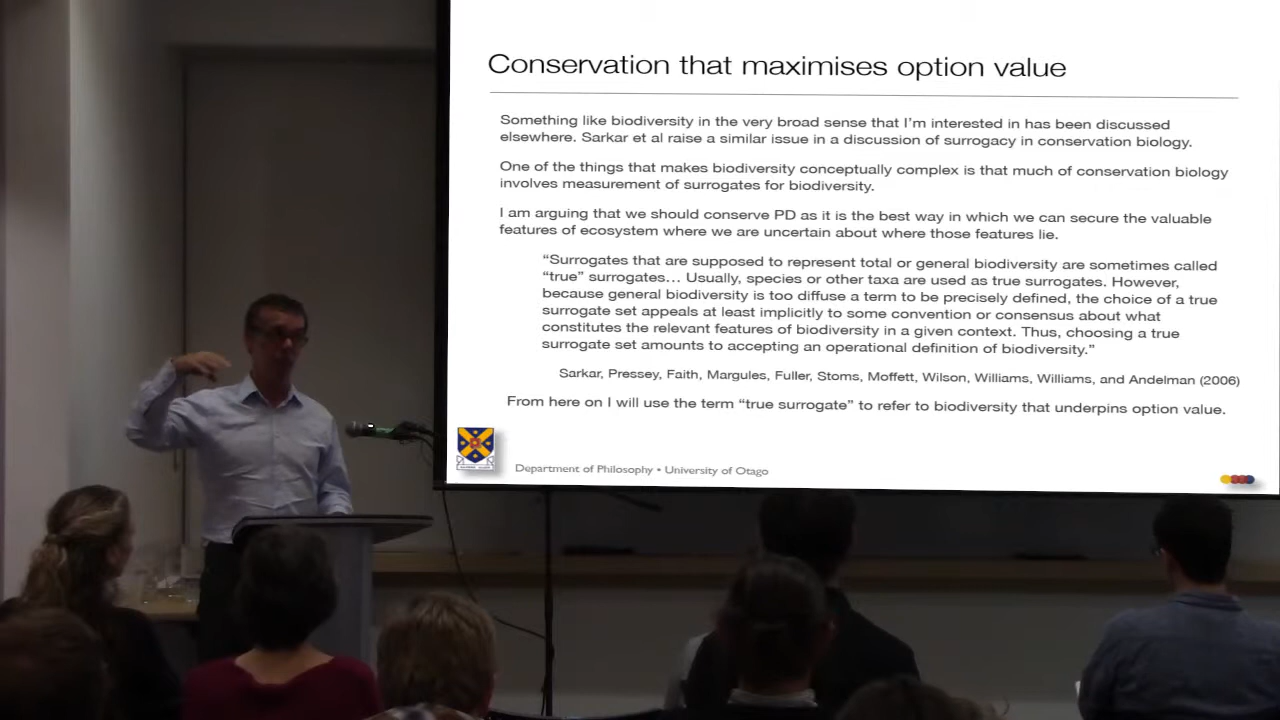 Conservation that maximises option value
Something like biodiversity in the very broad sense that I'm interested in has been discussed
elsewhere. Sarkar et al raise a similar issue in a discussion of surrogacy in conservation biology.
One of the things that makes biodiversity conceptually complex is that much of conservation biology
involves measurement of surrogates for biodiversity.
I am arguing that we should conserve PD as it is the best way in which we can secure the valuable
features of ecosystem where we are uncertain about where those features lie.
“Surrogates that are supposed to represent total or general biodiversity are sometimes called
“true” surrogates… Usually, species or other taxa are used as true surrogates. However,
because general biodiversity is too diffuse a term to be precisely defined, the choice of a true
surrogate set appeals at least implicitly to some convention or consensus about what
constitutes the relevant features of biodiversity in a given context. Thus, choosing a true
surrogate set amounts to accepting an operational definition of biodiversity.”
Sarkar, Pressey, Faith, Margules, Fuller, Stoms, Moffett, Wilson, Williams, Williams, and Andelman (2006)
From here on I will use the term “true surrogate” to refer to biodiversity that underpins option value.
Department of Philosophy • University of Otago